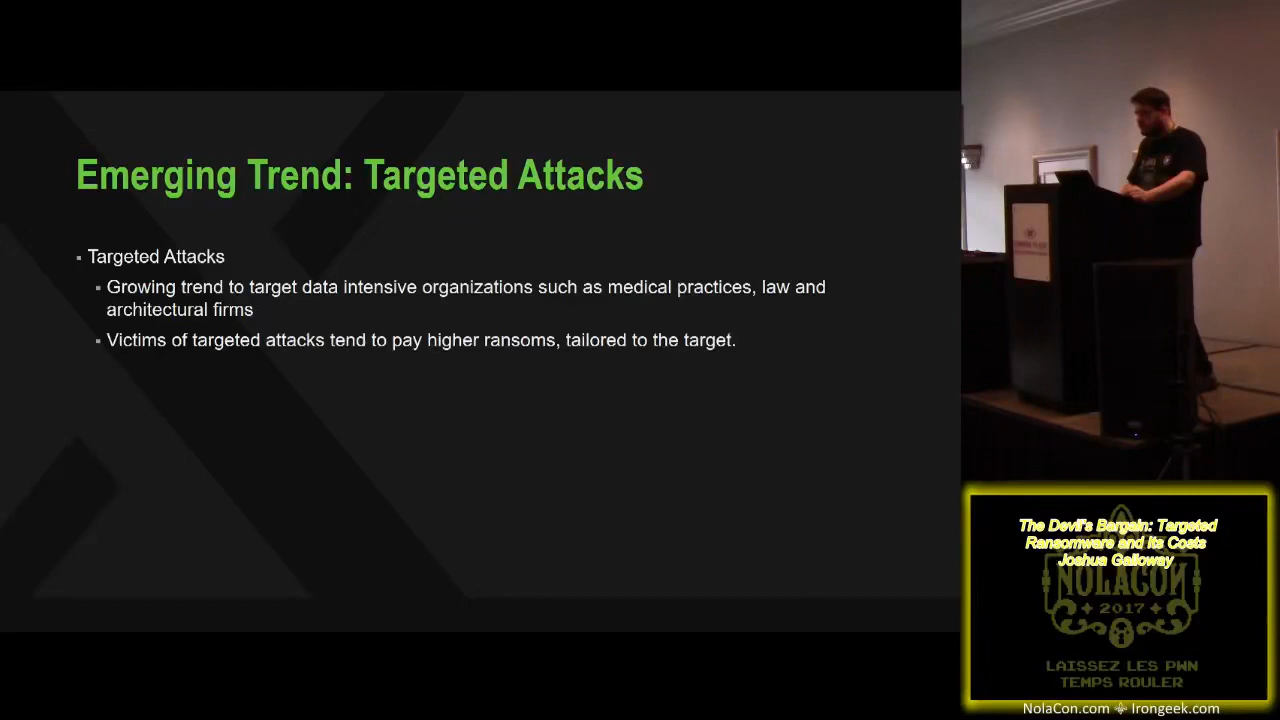 Emerging Trend: Targeted Attacks
Targeted Attacks
Growing trend to target data intensive organizations such as medical practices, law and
architectural firms
Victims of targeted attacks tend to pay higher ransoms, tailored to the target.
The Devil's Bargain: Targeted
Ransomware and Its Costs
Joshua Galloway
NOLACON
2017
LAISSEZ LES PWN
TEMPS ROULER
NolaCon.com Irongeek.com